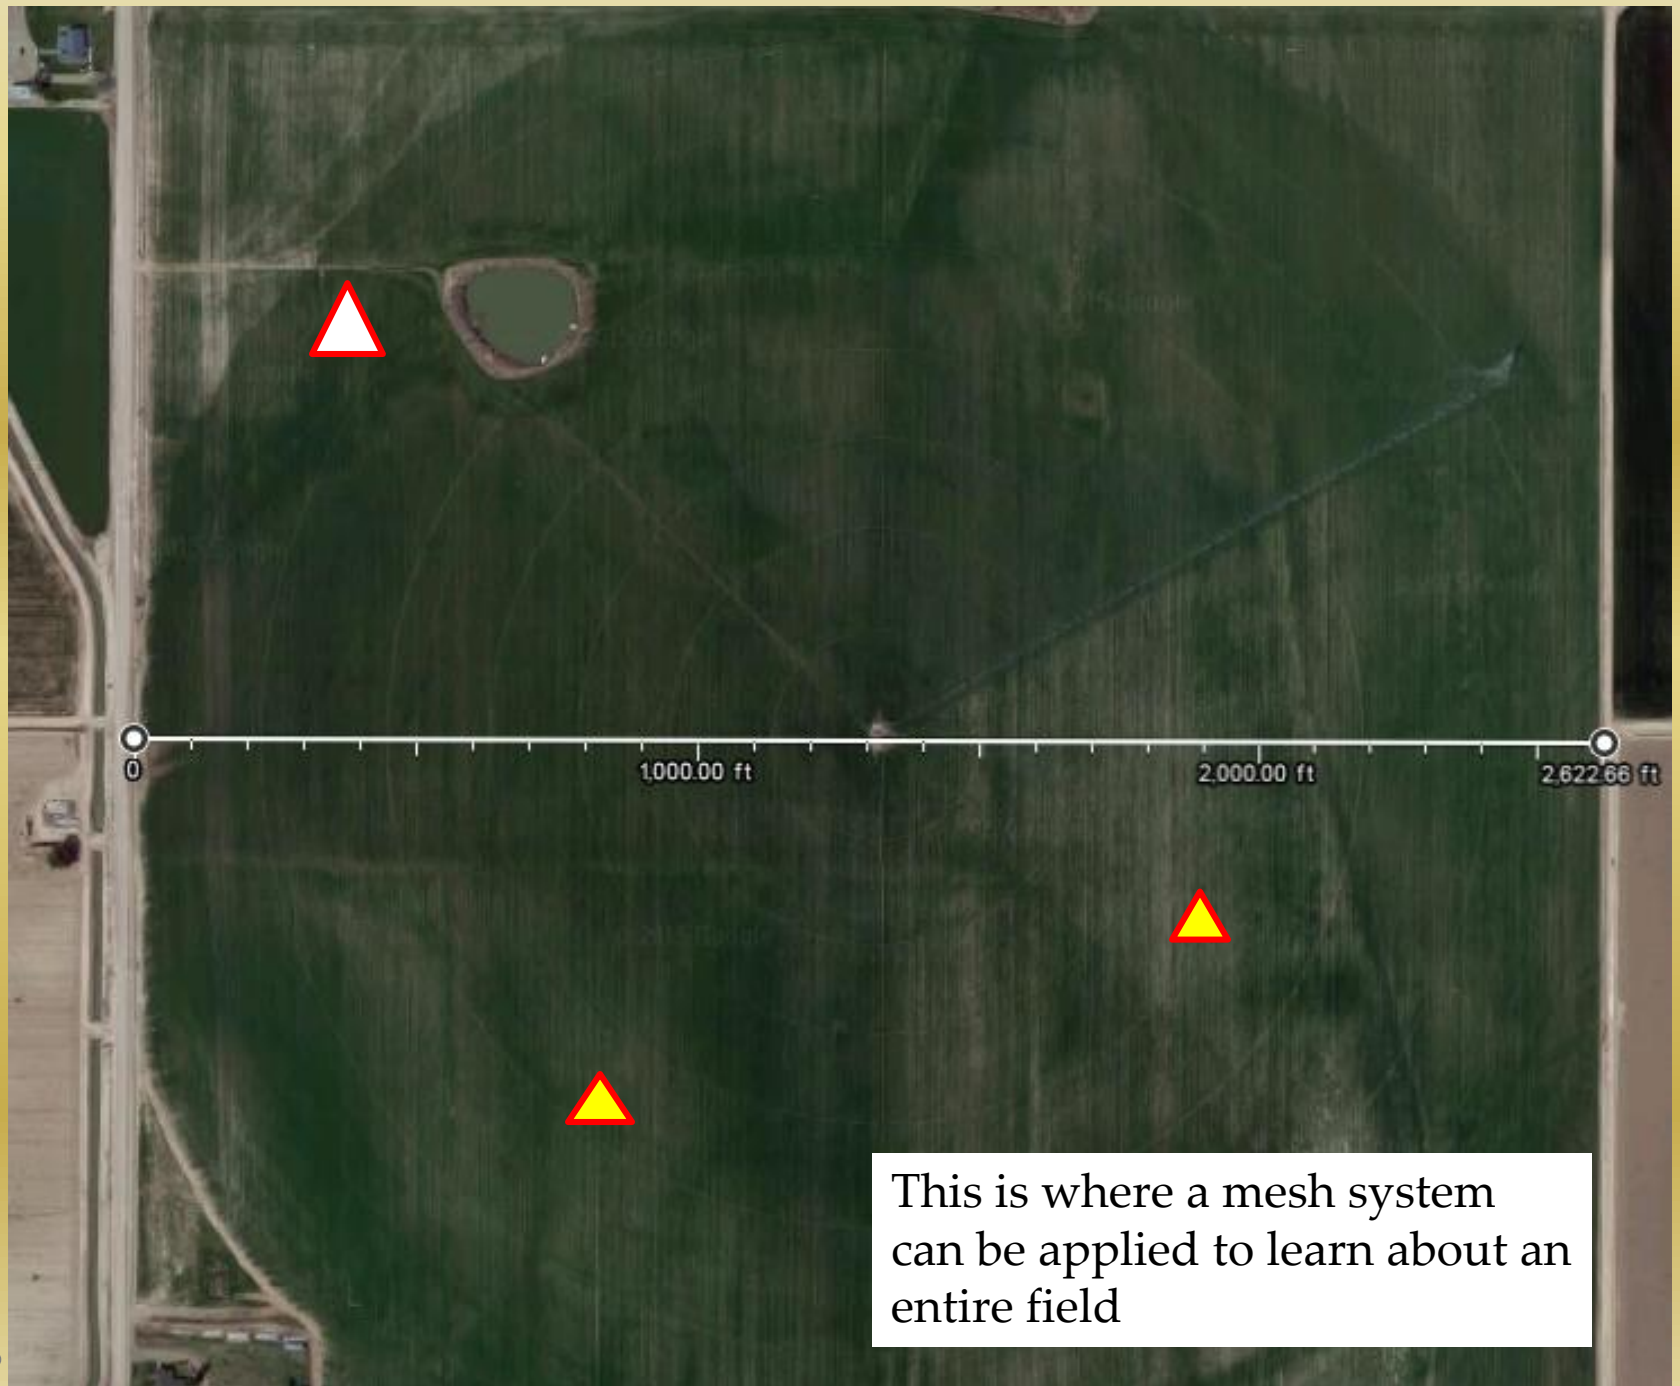 0
1,000.00 ft
2,000.00 ft
2,622.66 ft
This is where a mesh system
can be applied to learn about an
entire field